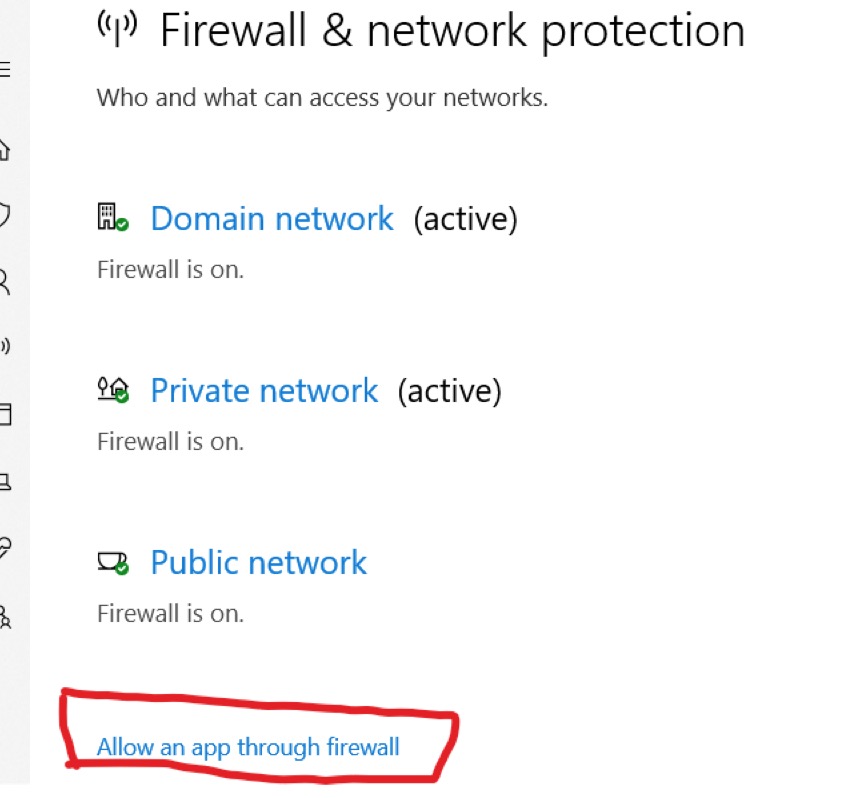 Firewall & network protection
Who and what can access your networks.
Domain network (active)
Firewall is on.
Private network (active)
Firewall is on.
Public network
Firewall is on.
Allow an app through firewall